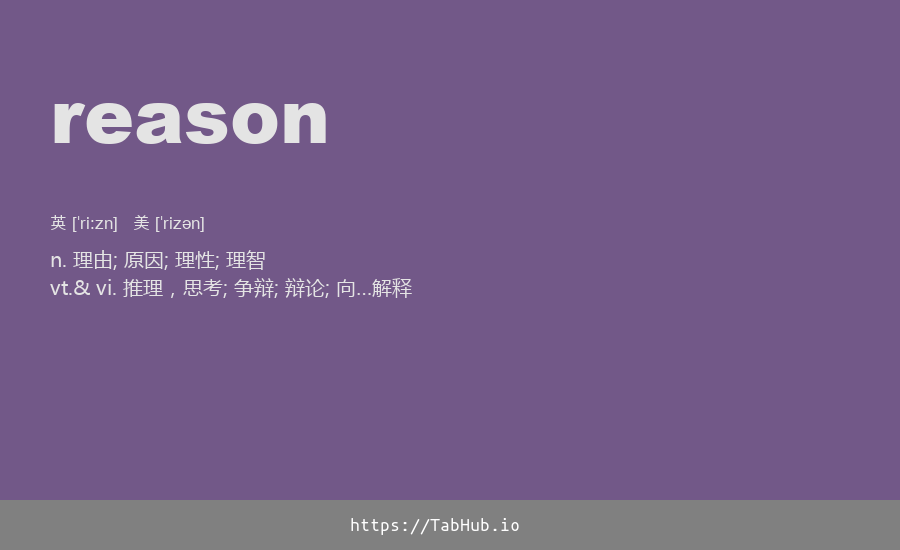 reason
英 ['ri:zn] 美 ['rizən]
n. 理由; 原因; 理性; 理智
vt.& vi. 推理，思考; 争辩; 辩论; 向...解释
https://TabHub.io